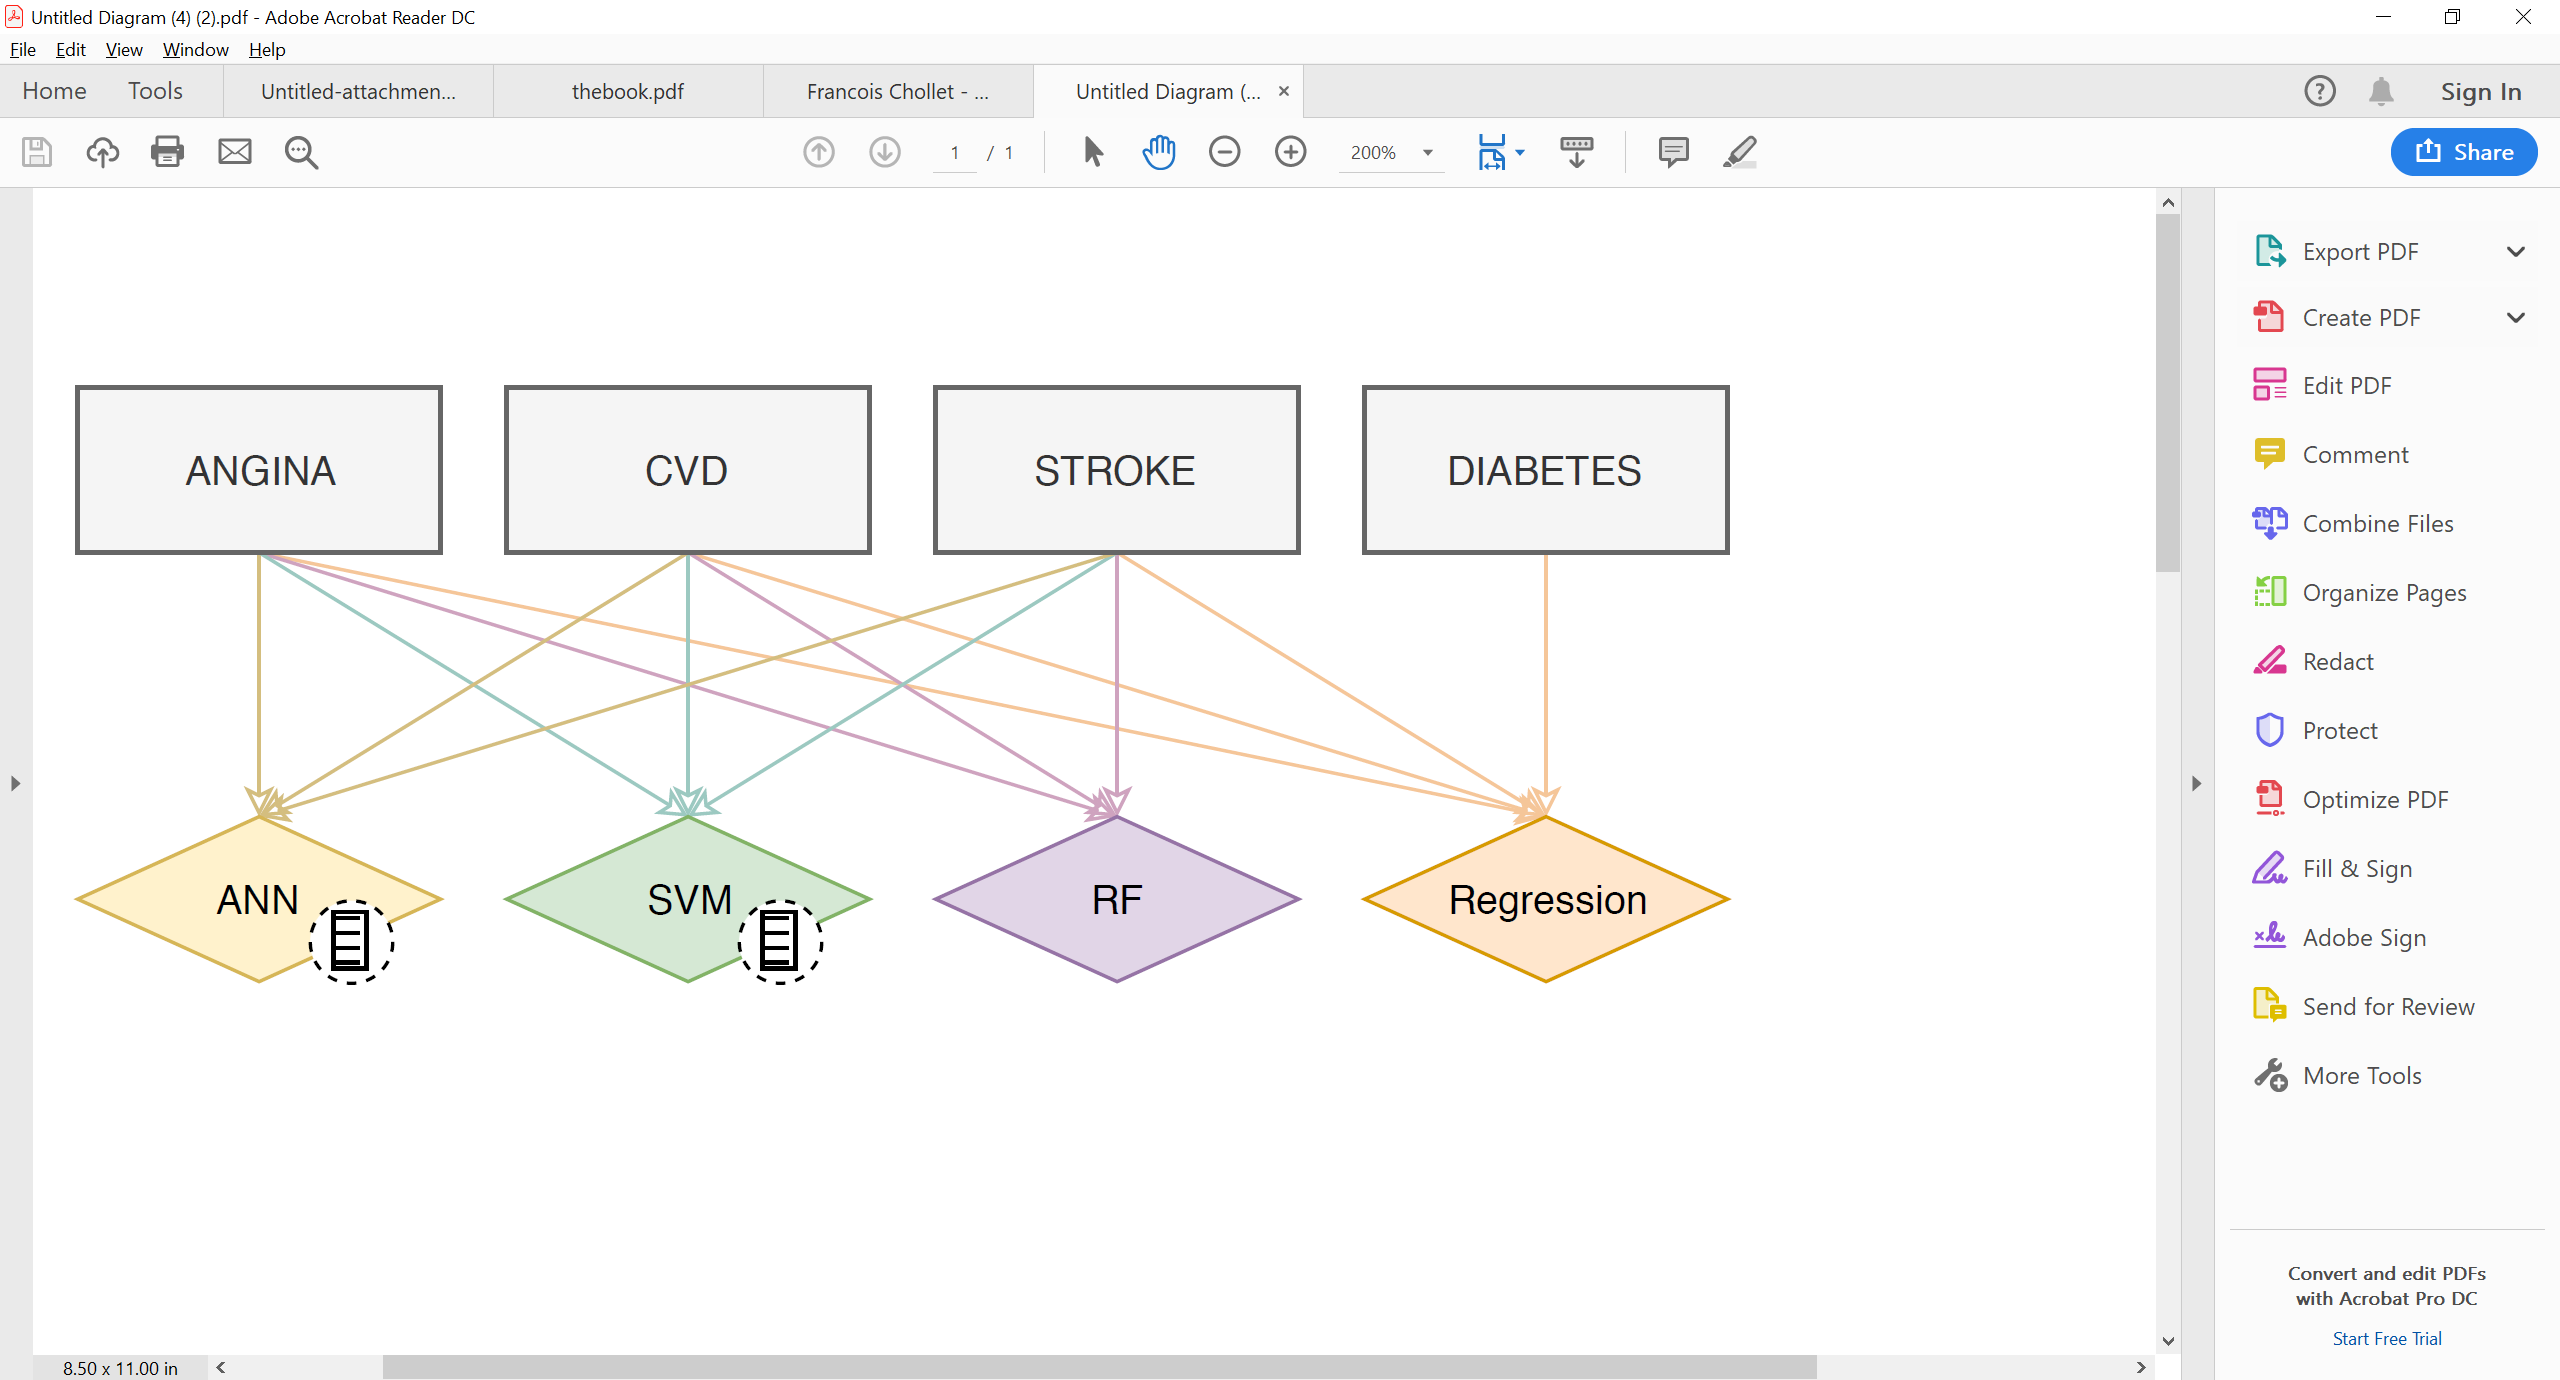 Untitled Diagram (4) (2).pdf - Adobe Acrobat Reader DC
File Edit View Window Help
Home Tools Untitled-attachmen... thebook.pdf Francois Chollet - ... Untitled Diagram (... × Sign In
1 / 1 200% Share
ANGINA CVD STROKE DIABETES
ANN SVM RF Regression
Export PDF
Create PDF
Edit PDF
Comment
Combine Files
Organize Pages
Redact
Protect
Optimize PDF
Fill & Sign
Adobe Sign
Send for Review
More Tools
Convert and edit PDFs
with Acrobat Pro DC
Start Free Trial
8.50 x 11.00 in